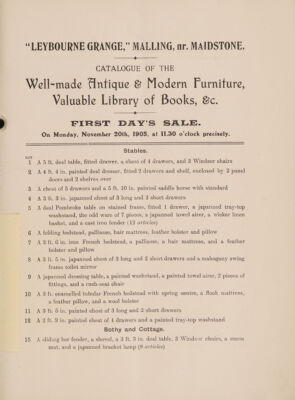 "LEYBOURNE GRANGE," MALLING, nr. MAIDSTONE.
CATALOGUE OF THE
Well-made Antique & Modern Furniture,
Valuable Library of Books, &c.
FIRST DAY'S SALE.
On Monday, November 20th, 1905, at 11.30 o'clock precisely.
Stables.
LOT
1 A 5 ft. deal table, fitted drawer, a chest of 4 drawers, and 3 Windsor chairs
2 A 4 ft. 4 in. painted deal dresser, fitted 2 drawers and shelf, enclosed by 2 panel
doors and 2 shelves over
3 A chest of 5 drawers and a 5 ft. 10 in. painted saddle horse with standard
4 A 3 ft. 3 in. japanned chest of 3 long and 2 short drawers
5 A deal Pembroke table on stained frame, fitted 1 drawer, a japanned tray-top
washstand, the odd ware of 7 pieces, a japanned towel airer, a wicker linen
basket, and a cast iron fender (12 articles)
6 A folding bedstead, palliasse, hair mattress, feather bolster and pillow
7 A 3 ft. 6 in. iron French bedstead, a palliasse, a hair mattress, and a feather
bolster and pillow
8 A 3 ft. 5 in. japanned chest of 3 long and 2 short drawers and a mahogany swing
frame toilet mirror
9 A japanned dressing table, a painted washstand, a painted towel airer, 2 pieces of
fittings, and a rush-seat chair
10 A 3 ft. enamelled tubular French bedstead with spring centre, a flock mattress,
a feather pillow, and a wool bolster
11 A 3 ft. 5 in. painted chest of 3 long and 2 short drawers
12 A 2 ft. 9 in. painted chest of 4 drawers and a painted tray-top washstand
Bothy and Cottage.
15 A sliding bar fender, a shovel, a 3 ft. 3 in. deal table, 3 Windsor chairs, a cocoa
mat, and a japanned bracket lamp (8 articles)